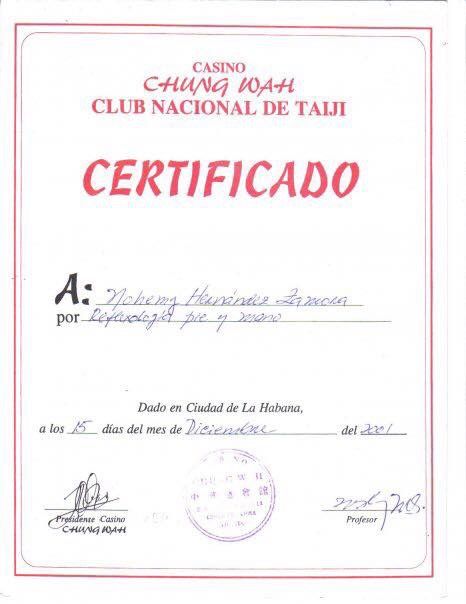 CASINO
CHUNG WAH
CLUB NACIONAL DE TAIJI
CERTIFICADO
A: Nohemy Hernández Zamora
por Reflexología pie y mano
Dado en Ciudad de La Habana,
a los 15 días del mes de Diciembre del 2001
Presidente Casino
CHUNG WAH
Profesor